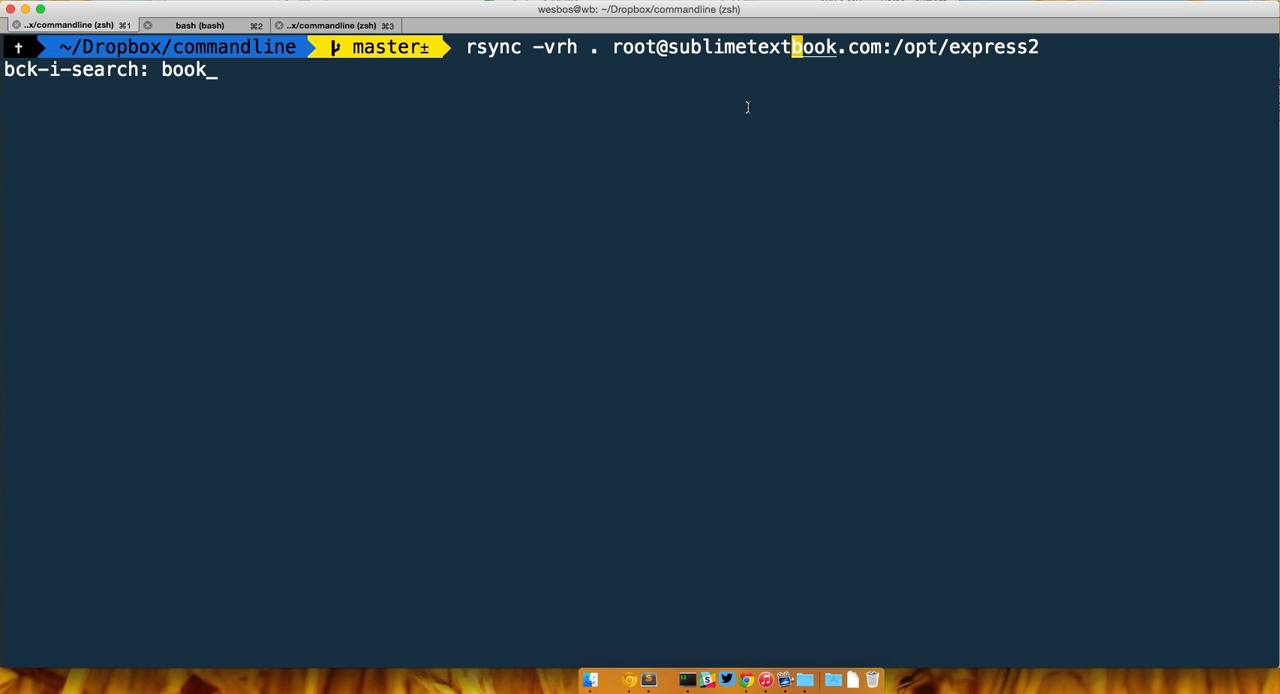 wesbos@wb: ~/Dropbox/commandline (zsh)
..x/commandline (zsh) ⌘1 bash (bash) ⌘2 ..x/commandline (zsh) ⌘3
~/Dropbox/commandline master± rsync -vrh . root@sublimetextbook.com:/opt/express2
bck-i-search: book_